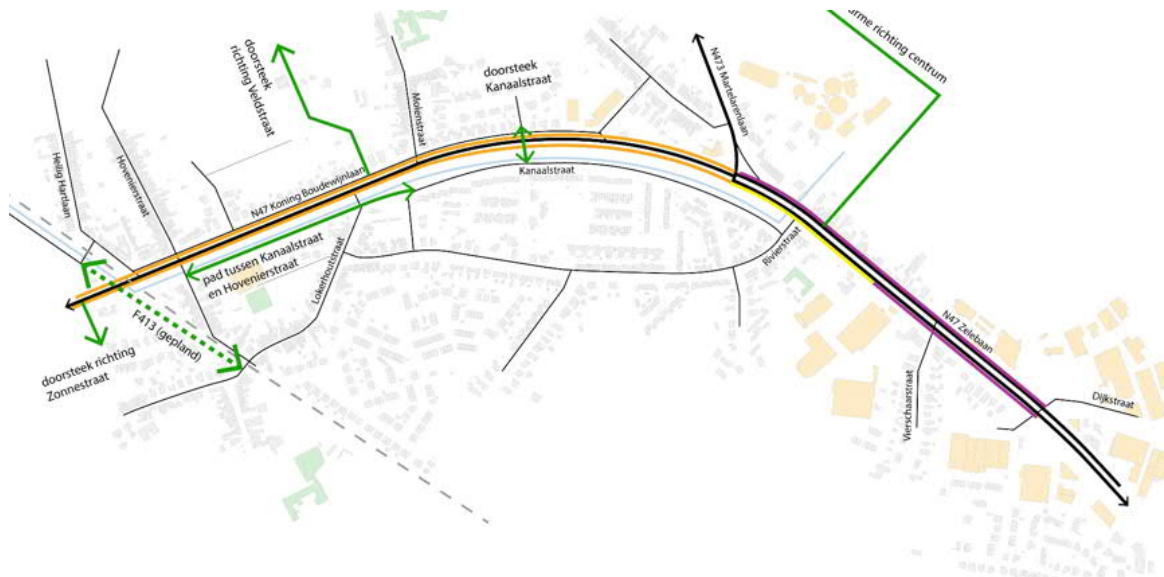 doorsteek
richting Veldstraat
Heilig Hartlaan
Hovenierstraat
Molenstraat
doorsteek
Kanaalstraat
N473 Martelarenlaan
richting centrum
N47 Koning Boudewijnlaan
Kanaalstraat
pad tussen Kanaalstraat
en Hovenierstraat
Lokerhoutstraat
Rivierstraat
F413 (gepland)
doorsteek richting
Zonnestraat
N47 Zelebaan
Vierschaarstraat
Dijkstraat